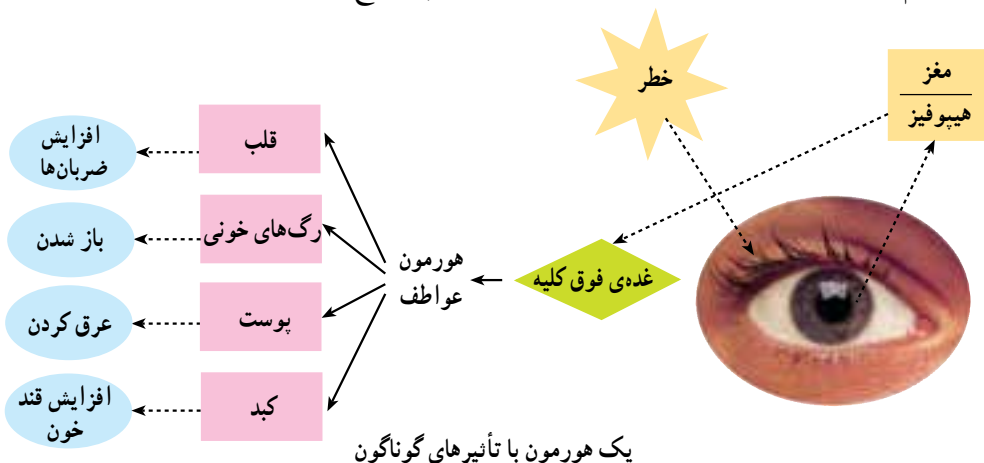 خطر
مغز
هیپوفیز
غده‌ی فوق کلیه
هورمون
عواطف
قلب
رگ‌های خونی
پوست
کبد
افزایش
ضربان‌ها
باز شدن
عرق کردن
افزایش قند
خون
یک هورمون با تأثیرهای گوناگون